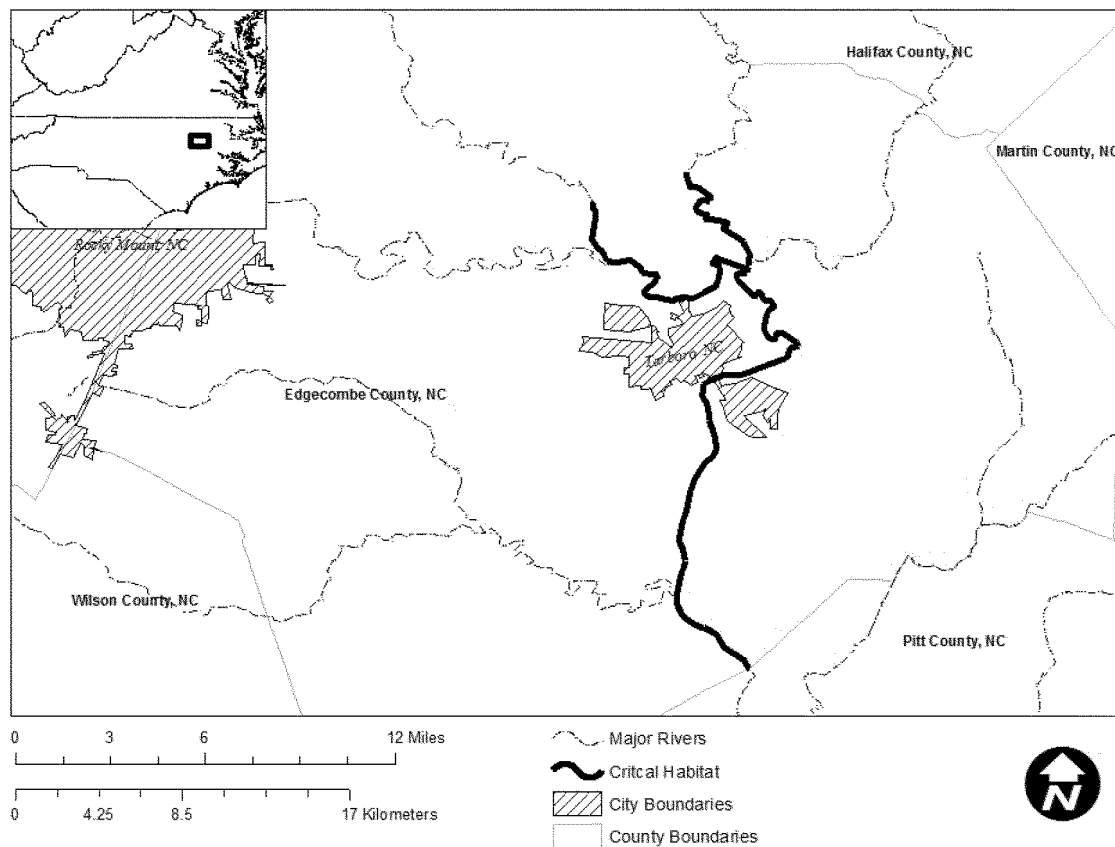 Halifax County, NC
Martin County, NC
Rocky Mount, NC
Tarboro NC
Edgecombe County, NC
Wilson County, NC
Pitt County, NC
0 3 6 12 Miles
0 4.25 8.5 17 Kilometers
Major Rivers
Critcal Habitat
City Boundaries
County Boundaries
N